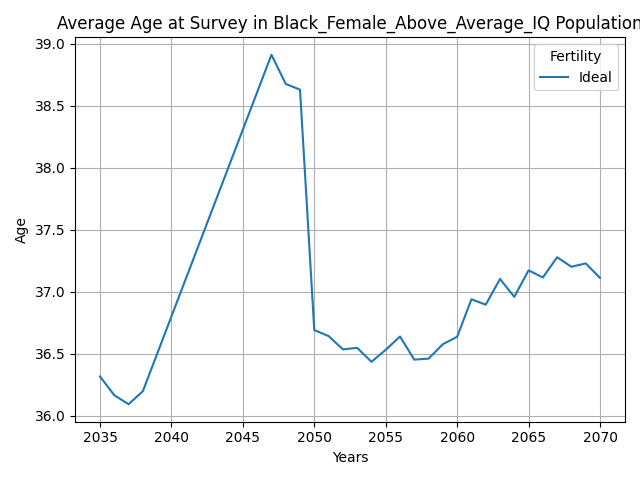 Average Age at Survey in Black_Female_Above_Average_IQ Population
Fertility
Ideal
39.0
38.5
38.0
37.5
37.0
36.5
36.0
Age
2035 2040 2045 2050 2055 2060 2065 2070
Years